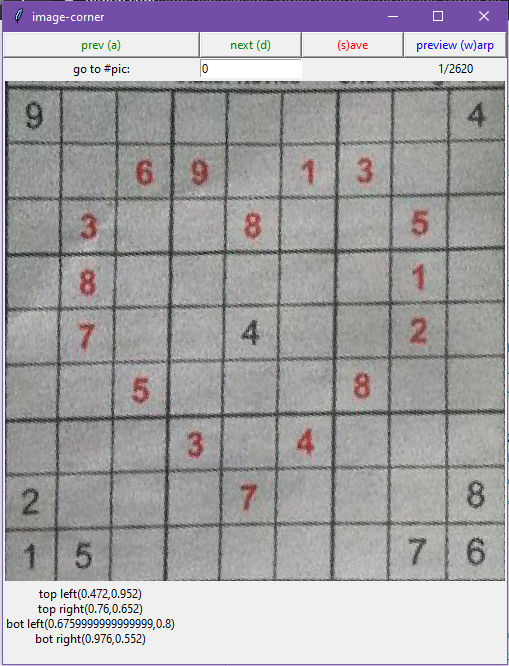 image-corner
prev (a) next (d) (s)ave preview (w)arp
go to #pic: 0 1/2620
9 4
6 9 1 3
3 8 5
8 1
7 4 2
5 8
3 4
2 7 8
1 5 7 6
top left(0.472,0.952)
top right(0.76,0.652)
bot left(0.6759999999999999,0.8)
bot right(0.976,0.552)